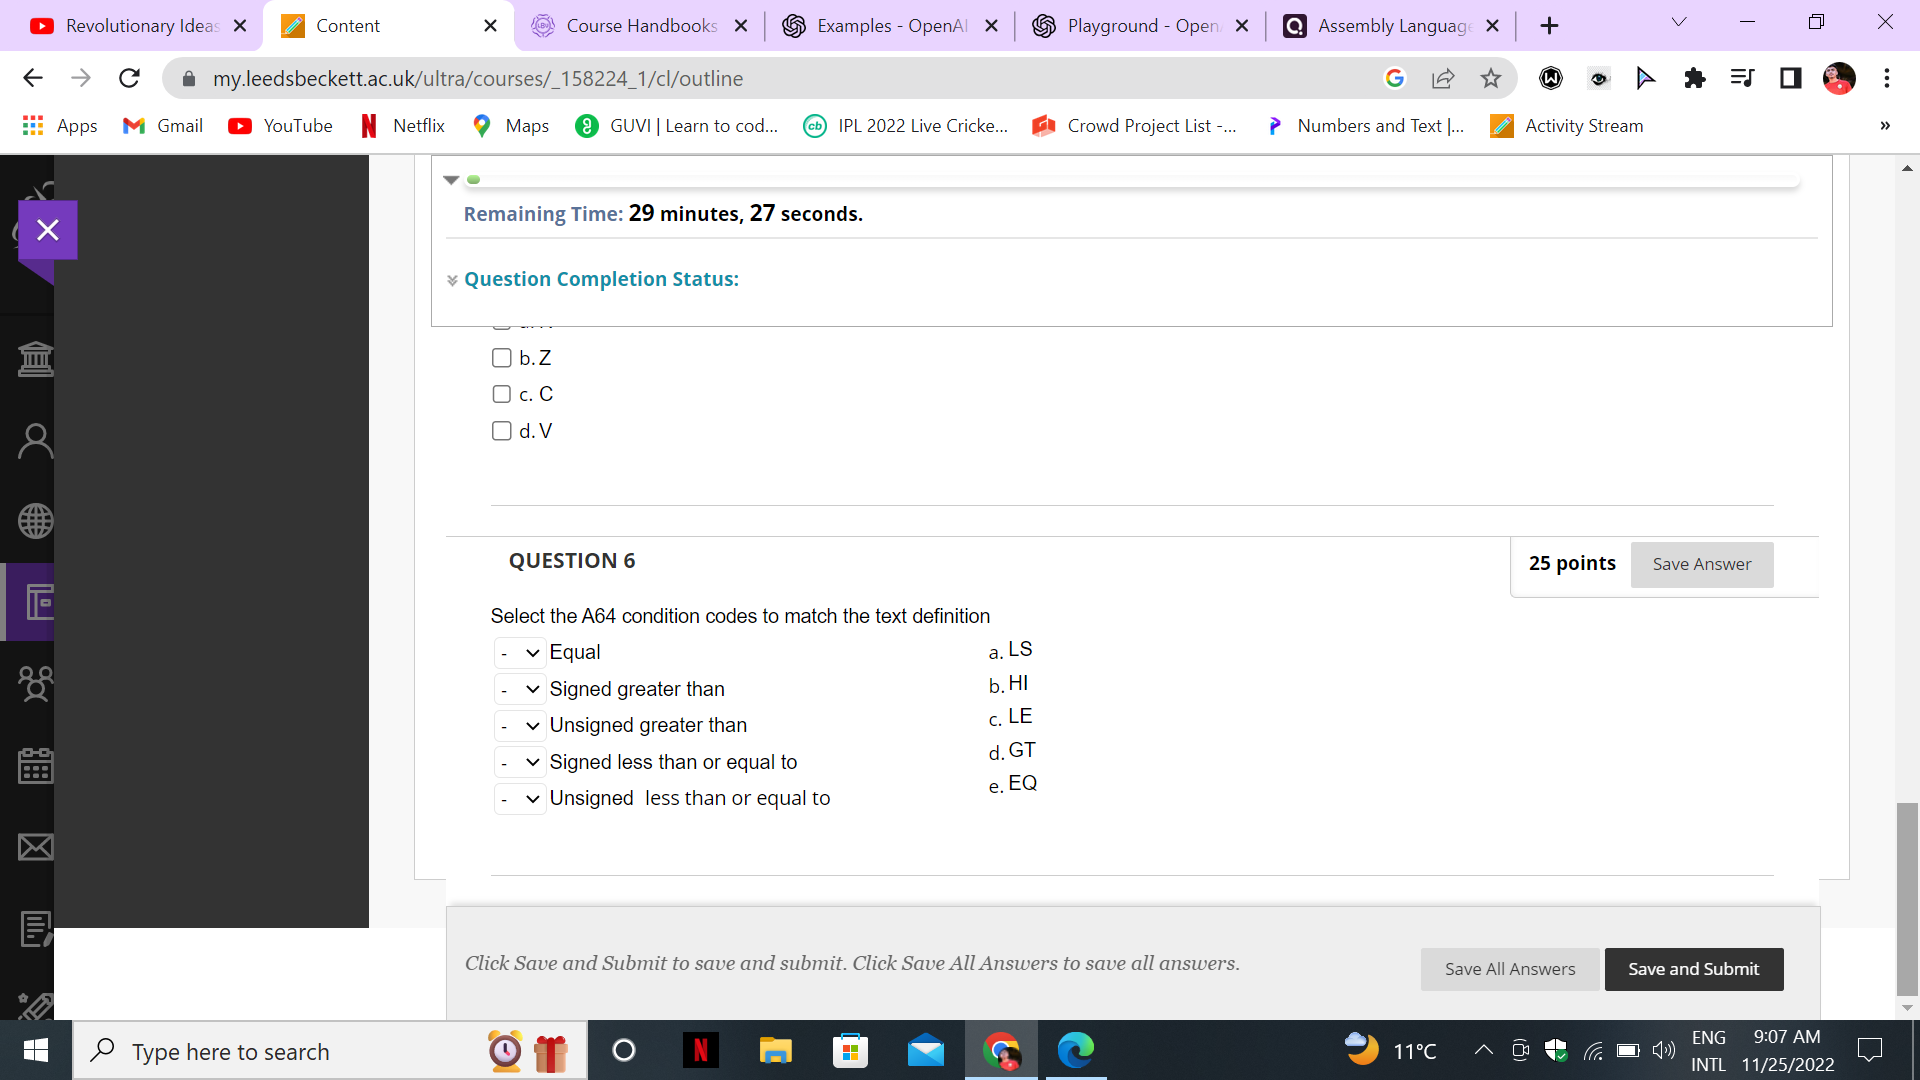 Revolutionary Ideas
Content
Course Handbooks
Examples - OpenAI
Playground - Open
Assembly Language
my.leedsbeckett.ac.uk/ultra/courses/_158224_1/cl/outline
Apps
Gmail
YouTube
Netflix
Maps
GUVI | Learn to cod...
IPL 2022 Live Cricke...
Crowd Project List -...
Numbers and Text |...
Activity Stream
»
Remaining Time: 29 minutes, 27 seconds.
Question Completion Status:
b. Z
c. C
d. V
QUESTION 6
25 points
Save Answer
Select the A64 condition codes to match the text definition
- Equal
- Signed greater than
- Unsigned greater than
- Signed less than or equal to
- Unsigned less than or equal to
a. LS
b. HI
c. LE
d. GT
e. EQ
Click Save and Submit to save and submit. Click Save All Answers to save all answers.
Save All Answers
Save and Submit
Type here to search
11°C
ENG
INTL
9:07 AM
11/25/2022